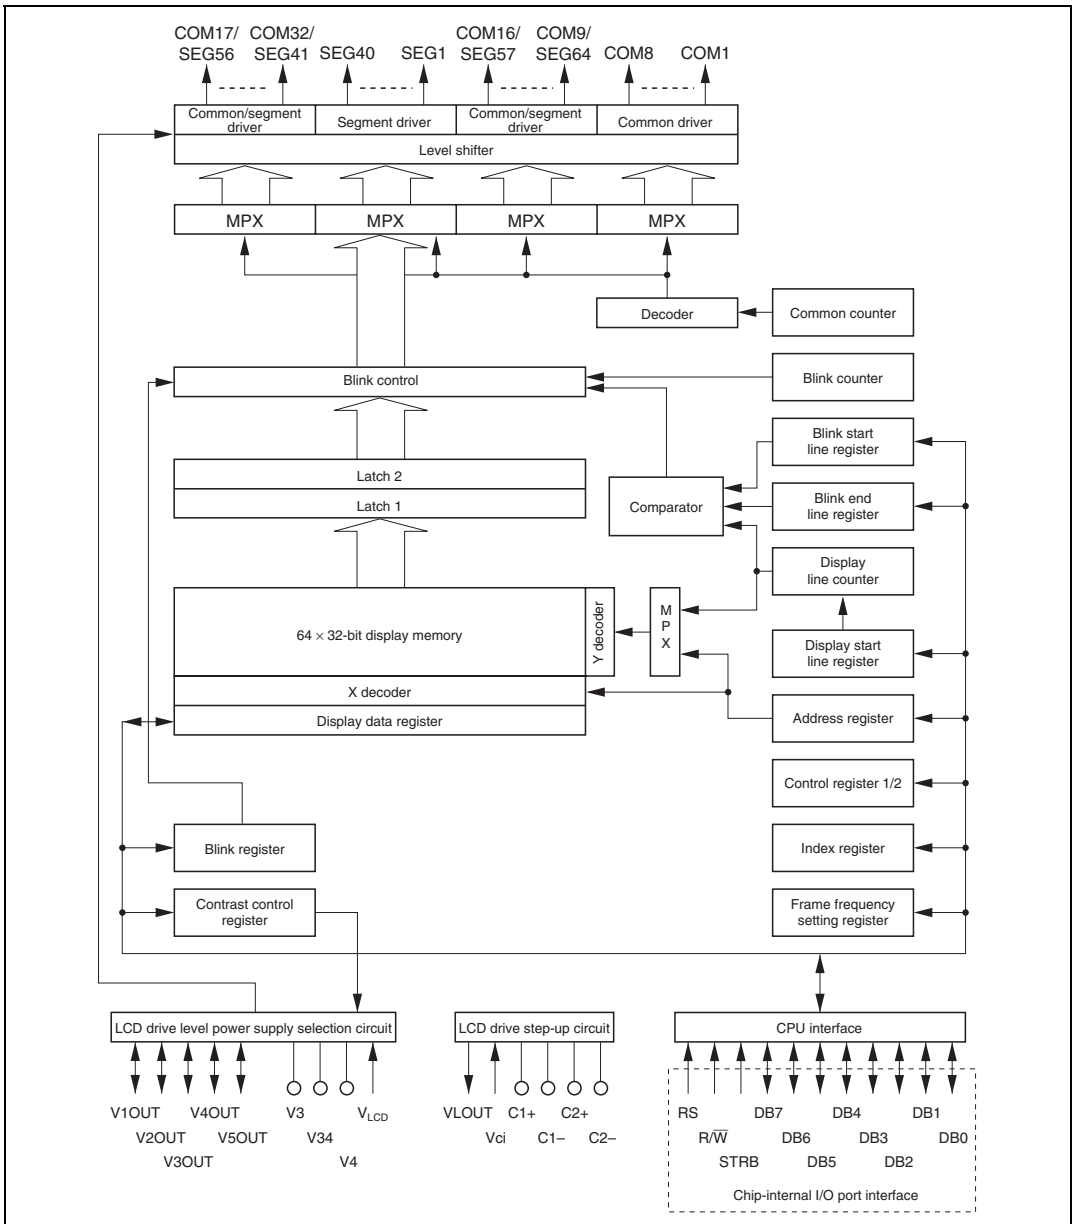 COM17/
SEG56
COM32/
SEG41
SEG40
SEG1
COM16/
SEG57
COM9/
SEG64
COM8
COM1
Common/segment
driver
Segment driver
Common/segment
driver
Common driver
Level shifter
MPX
MPX
MPX
MPX
Decoder
Common counter
Blink control
Blink counter
Blink start
line register
Latch 2
Latch 1
Comparator
Blink end
line register
Display
line counter
64 × 32-bit display memory
Y decoder
M
P
X
Display start
line register
X decoder
Display data register
Address register
Control register 1/2
Blink register
Index register
Contrast control
register
Frame frequency
setting register
LCD drive level power supply selection circuit
LCD drive step-up circuit
CPU interface
V1OUT
V2OUT
V3OUT
V4OUT
V5OUT
V3
V34
V4
VLCD
VLOUT
Vci
C1+
C1–
C2+
C2–
RS
R/W̅
STRB
DB7
DB6
DB5
DB4
DB3
DB2
DB1
DB0
Chip-internal I/O port interface